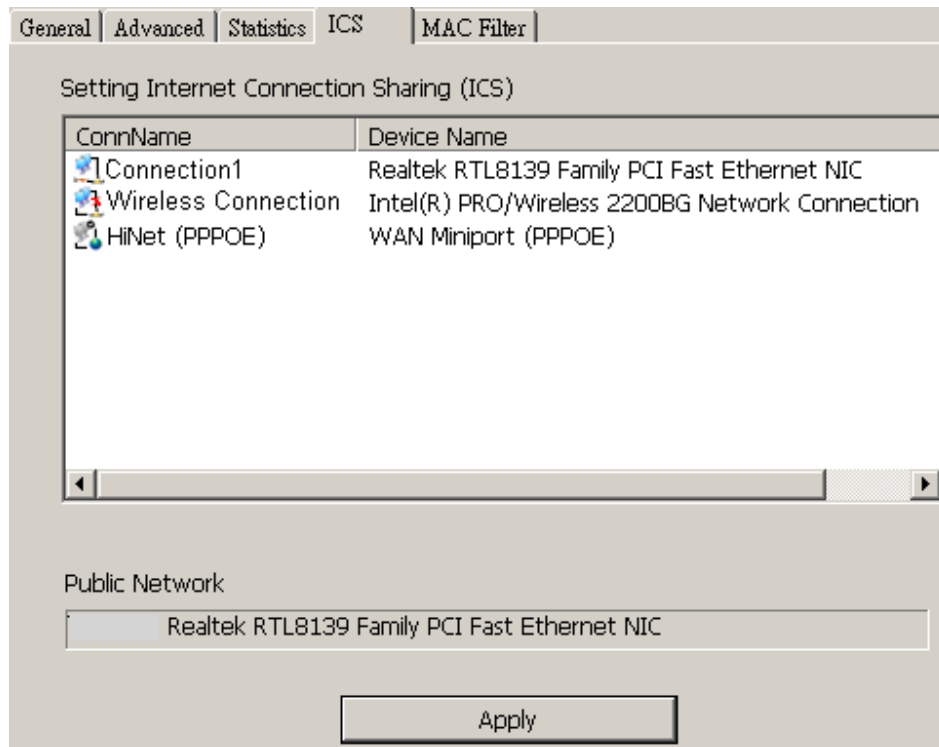 General Advanced Statistics ICS MAC Filter
Setting Internet Connection Sharing (ICS)
ConnName Device Name
Connection1 Realtek RTL8139 Family PCI Fast Ethernet NIC
Wireless Connection Intel(R) PRO/Wireless 2200BG Network Connection
HiNet (PPPOE) WAN Miniport (PPPOE)
Public Network
Realtek RTL8139 Family PCI Fast Ethernet NIC
Apply